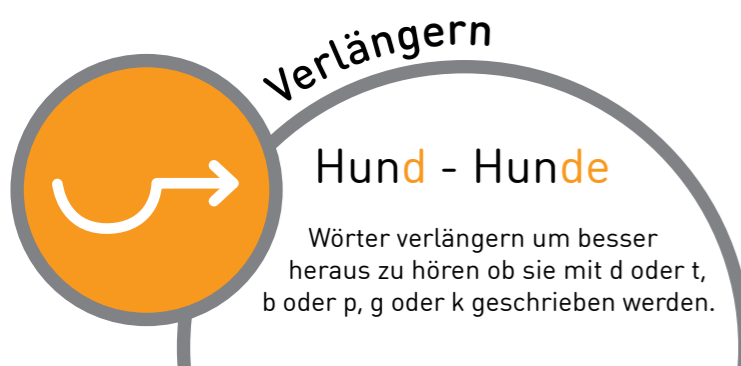 Verlängern
Hund - Hunde
Wörter verlängern um besser
heraus zu hören ob sie mit d oder t,
b oder p, g oder k geschrieben werden.